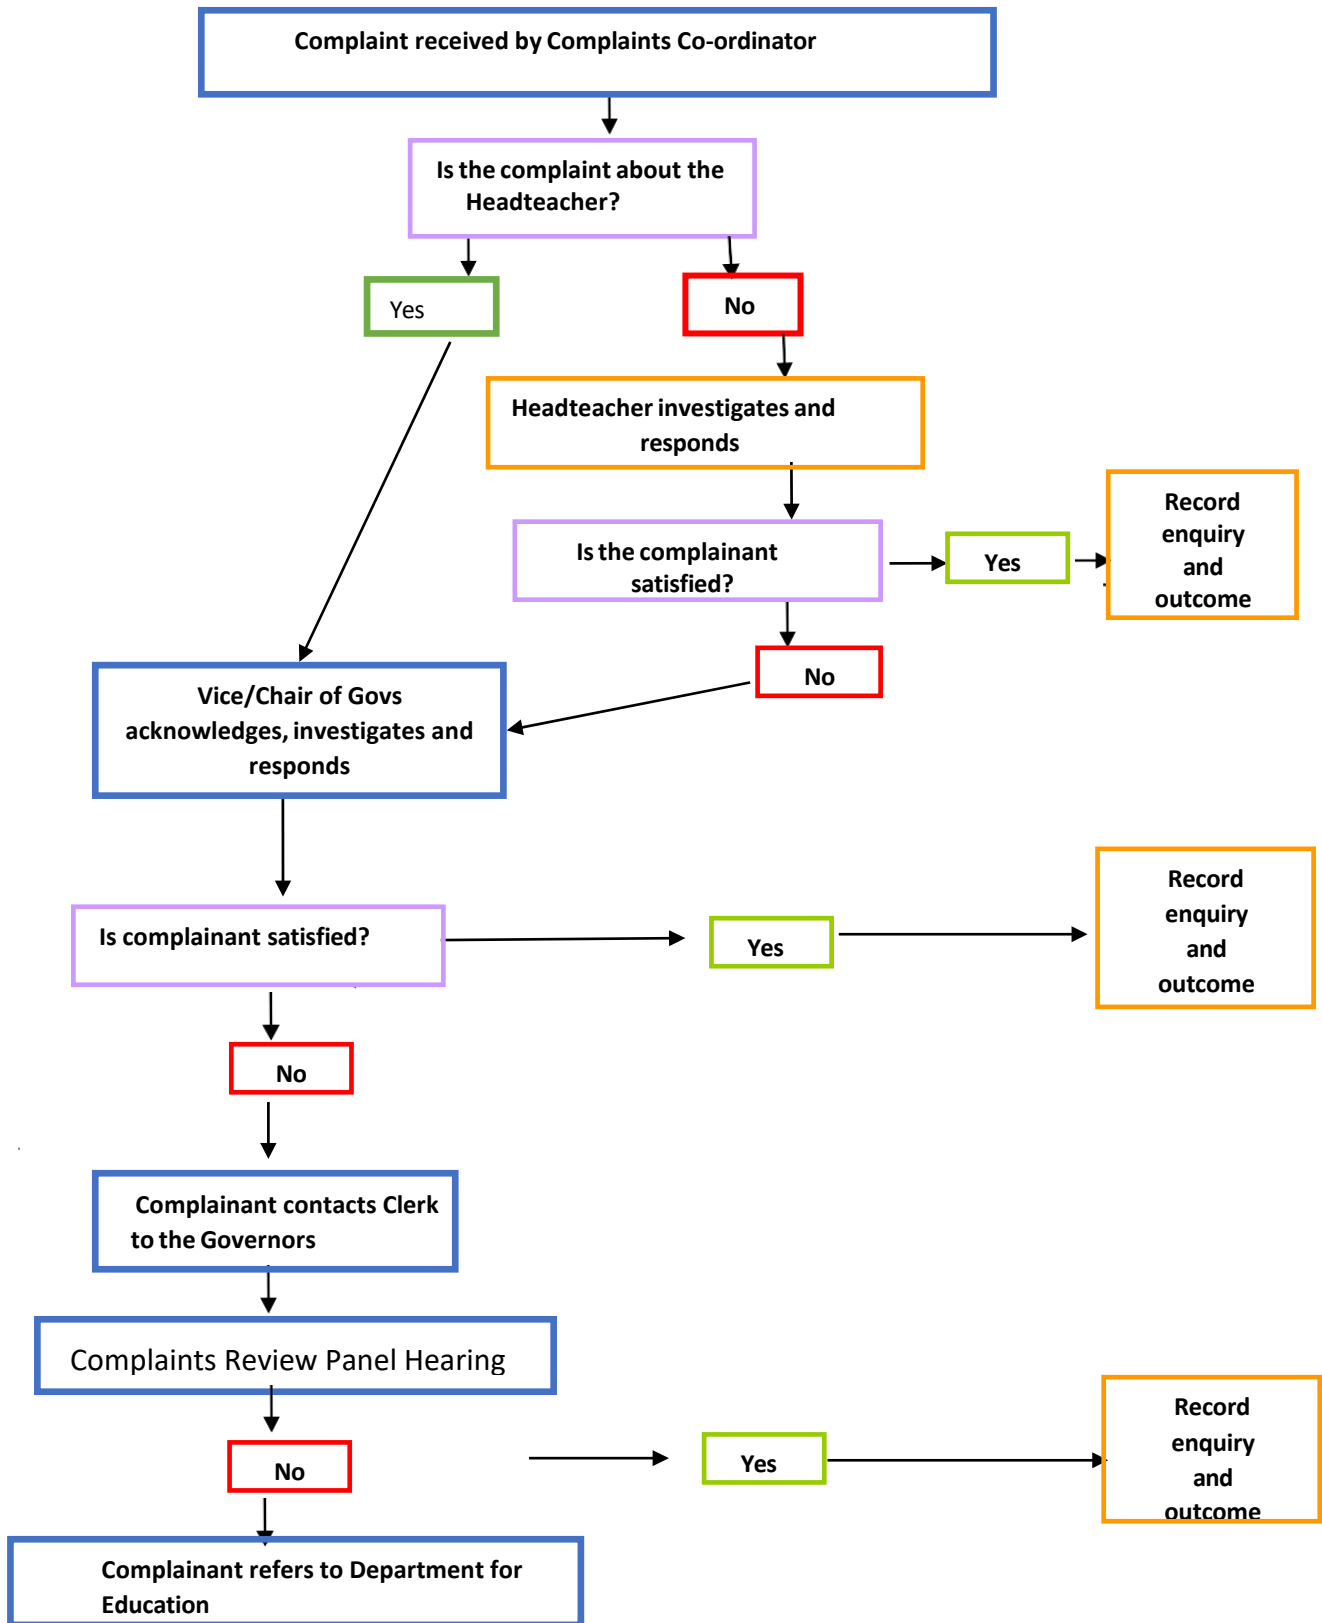 Complaint received by Complaints Co-ordinator
Is the complaint about the
Headteacher?
Yes
No
Headteacher investigates and
responds
Is the complainant
satisfied?
Yes
Record
enquiry
and
outcome
No
Vice/Chair of Govs
acknowledges, investigates and
responds
Is complainant satisfied?
Yes
Record
enquiry
and
outcome
No
Complainant contacts Clerk
to the Governors
Complaints Review Panel Hearing
No
Yes
Record
enquiry
and
outcome
Complainant refers to Department for
Education